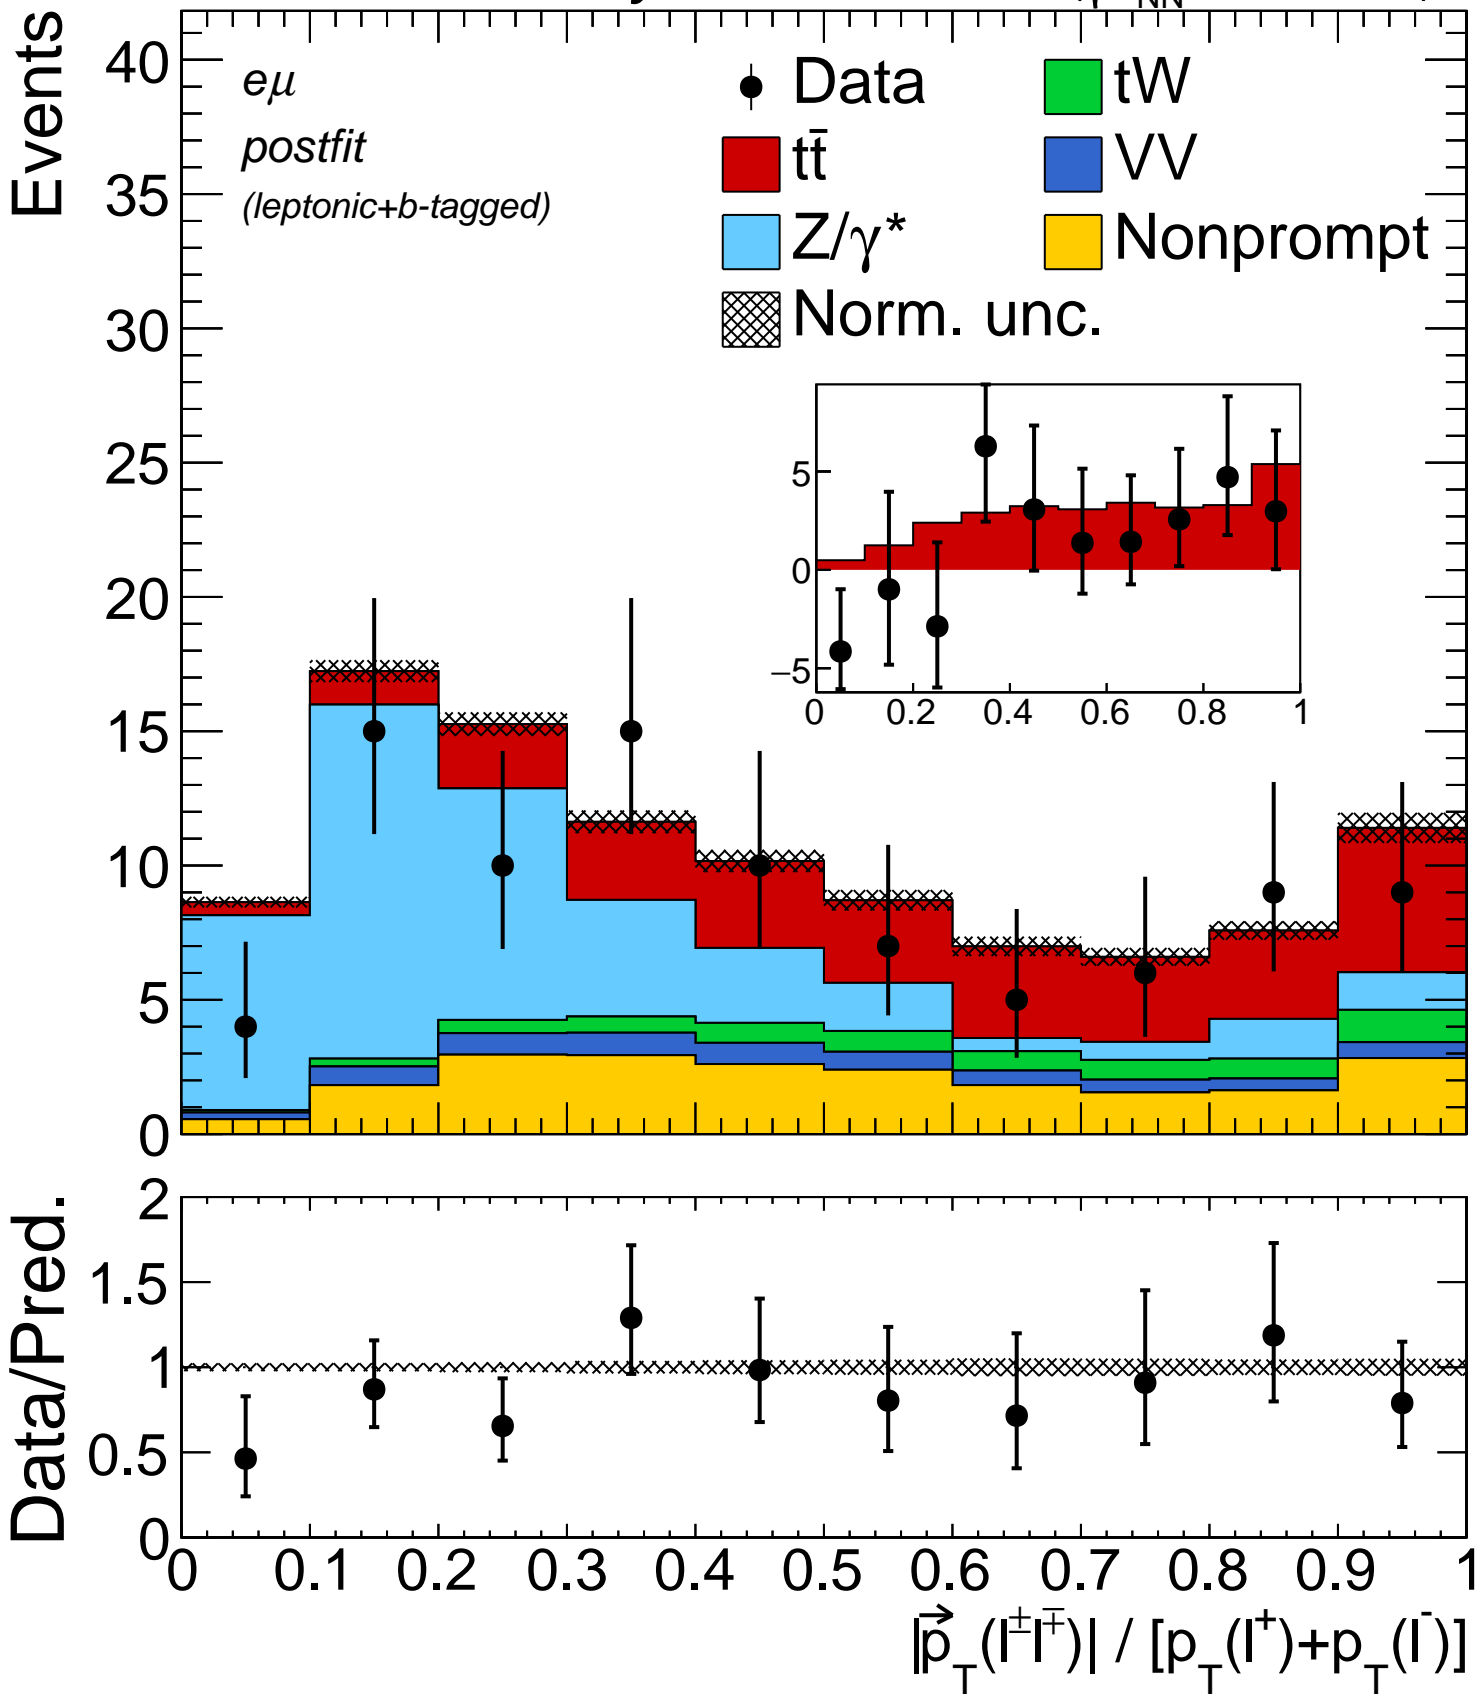 Events
40
35
30
25
20
15
10
5
0
eμ
postfit
(leptonic+b-tagged)
Data
tW
tt̄
VV
Z/γ*
Nonprompt
Norm. unc.
5
0
−5
0 0.2 0.4 0.6 0.8 1
Data/Pred.
2
1.5
1
0.5
0
0 0.1 0.2 0.3 0.4 0.5 0.6 0.7 0.8 0.9 1
|p⃗_T(l^± l^∓)| / [p_T(l^+)+p_T(l^-)]